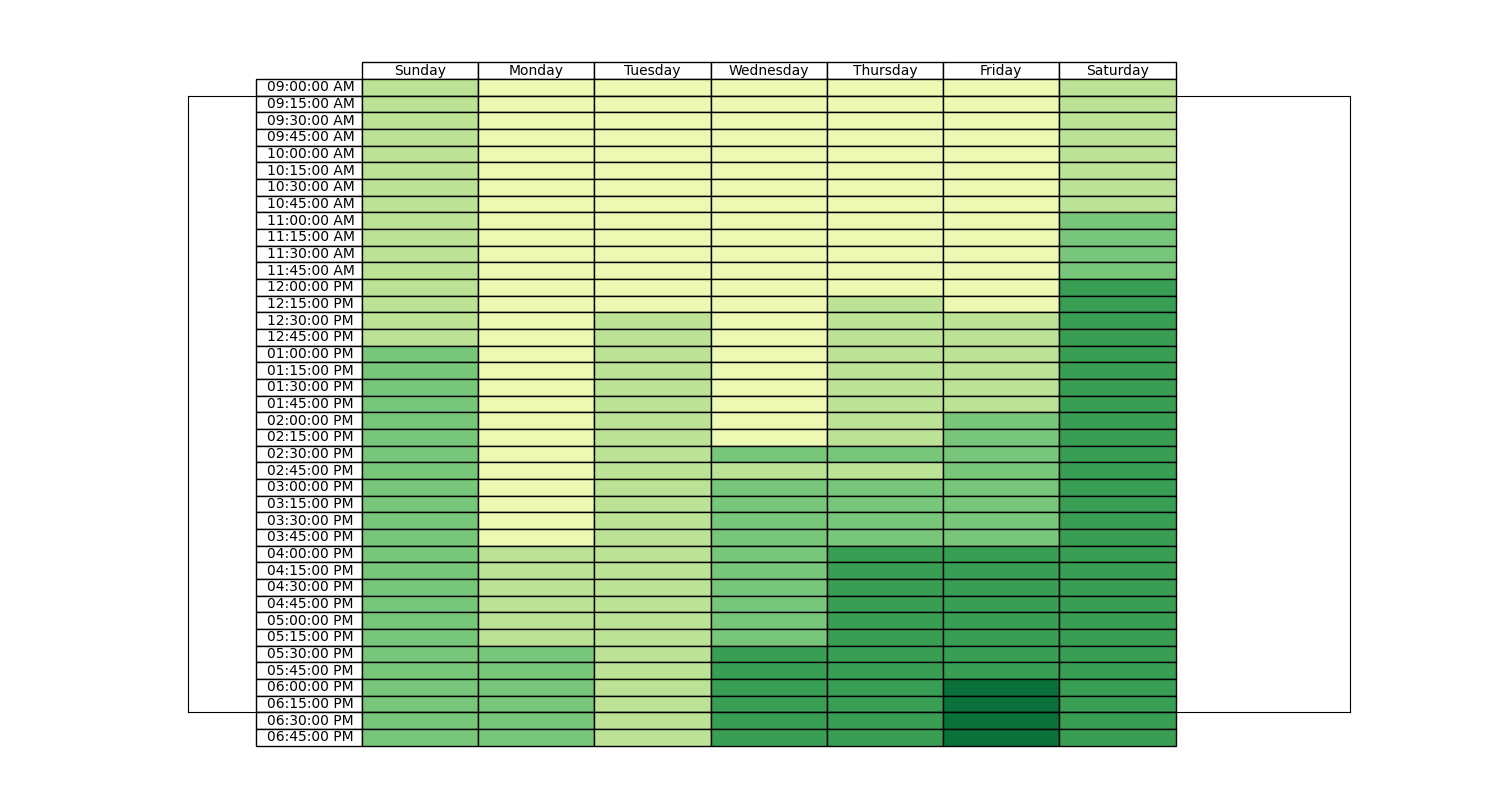 Sunday Monday Tuesday Wednesday Thursday Friday Saturday
09:00:00 AM
09:15:00 AM
09:30:00 AM
09:45:00 AM
10:00:00 AM
10:15:00 AM
10:30:00 AM
10:45:00 AM
11:00:00 AM
11:15:00 AM
11:30:00 AM
11:45:00 AM
12:00:00 PM
12:15:00 PM
12:30:00 PM
12:45:00 PM
01:00:00 PM
01:15:00 PM
01:30:00 PM
01:45:00 PM
02:00:00 PM
02:15:00 PM
02:30:00 PM
02:45:00 PM
03:00:00 PM
03:15:00 PM
03:30:00 PM
03:45:00 PM
04:00:00 PM
04:15:00 PM
04:30:00 PM
04:45:00 PM
05:00:00 PM
05:15:00 PM
05:30:00 PM
05:45:00 PM
06:00:00 PM
06:15:00 PM
06:30:00 PM
06:45:00 PM